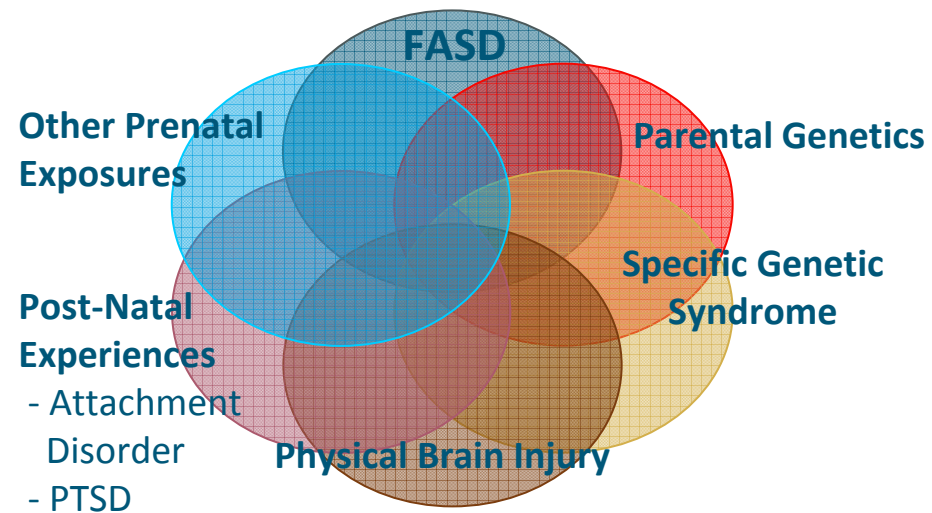 FASD
Other Prenatal
Exposures
Parental Genetics
Specific Genetic
Syndrome
Post-Natal
Experiences
- Attachment
Disorder
- PTSD
Physical Brain Injury